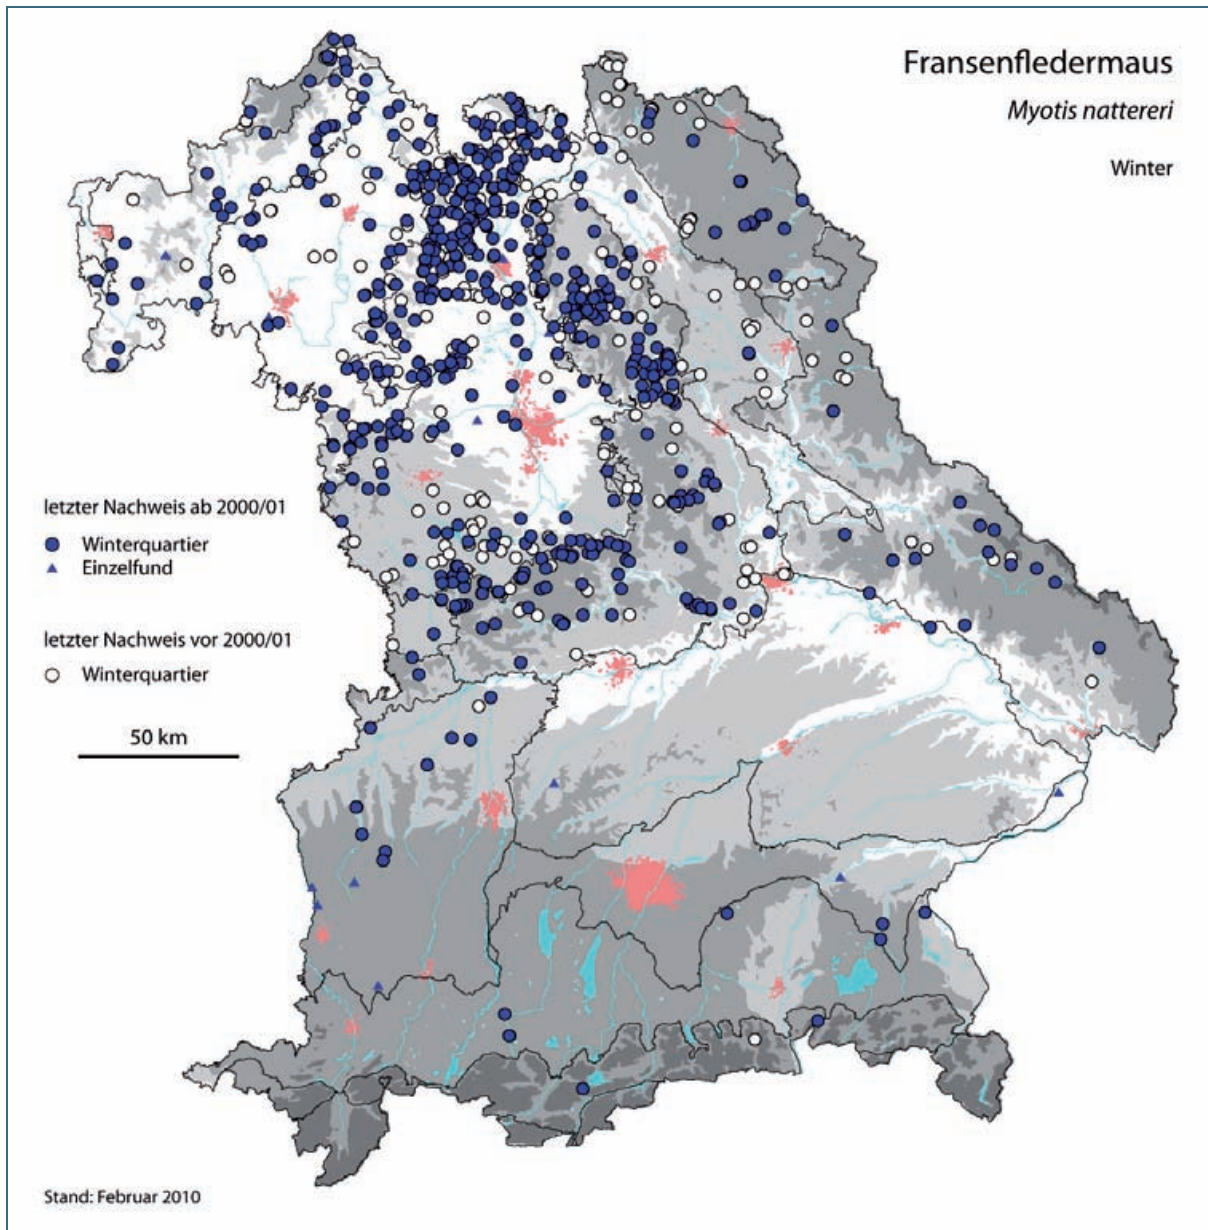 Fransenfledermaus
Myotis nattereri
Winter
letzter Nachweis ab 2000/01
Winterquartier
Einzelfund
letzter Nachweis vor 2000/01
Winterquartier
50 km
Stand: Februar 2010